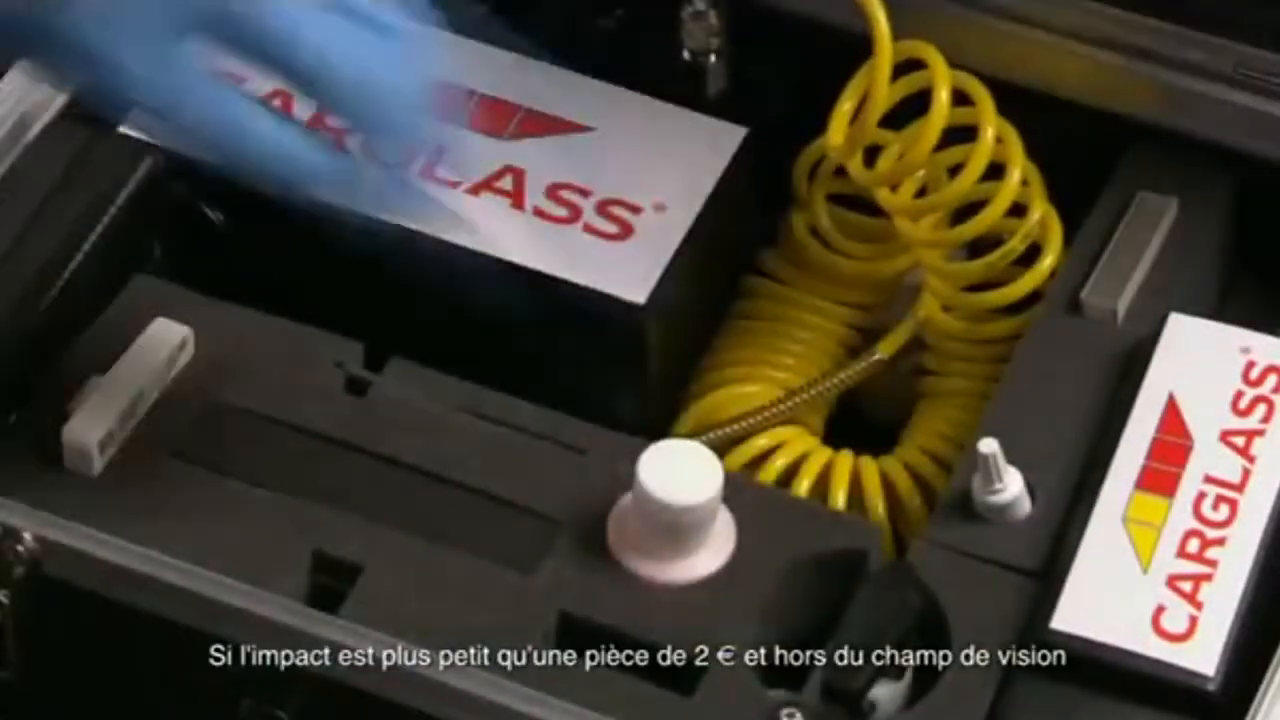 CARGLASS®
CARGLASS®
Si l'impact est plus petit qu'une pièce de 2 € et hors du champ de vision